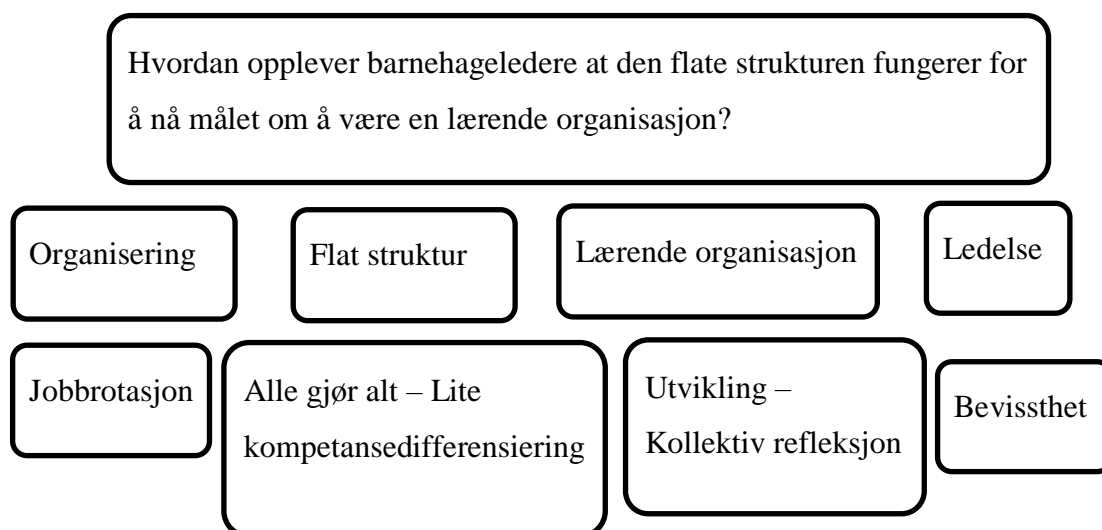 Hvordan opplever barnehageledere at den flate strukturen fungerer for
å nå målet om å være en lærende organisasjon?
Organisering
Flat struktur
Lærende organisasjon
Ledelse
Jobbrotasjon
Alle gjør alt – Lite
kompetansedifferensiering
Utvikling –
Kollektiv refleksjon
Bevissthet